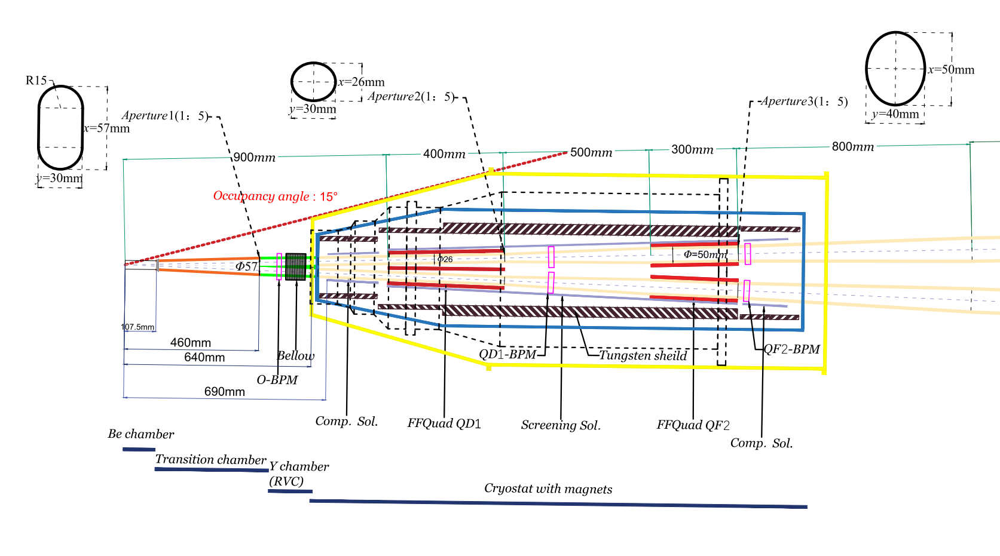 R15
x=57mm
y=30mm
Aperture1(1: 5)
x=26mm
y=30mm
Aperture2(1: 5)
x=50mm
y=40mm
Aperture3(1: 5)
900mm
400mm
500mm
300mm
800mm
Occupancy angle : 15°
Φ57
Φ26
Φ=50mm
107.5mm
460mm
640mm
690mm
Bellow
O-BPM
QD1-BPM
Tungsten sheild
QF2-BPM
Comp. Sol.
FFQuad QD1
Screening Sol.
FFQuad QF2
Comp. Sol.
Be chamber
Transition chamber
Y chamber
(RVC)
Cryostat with magnets